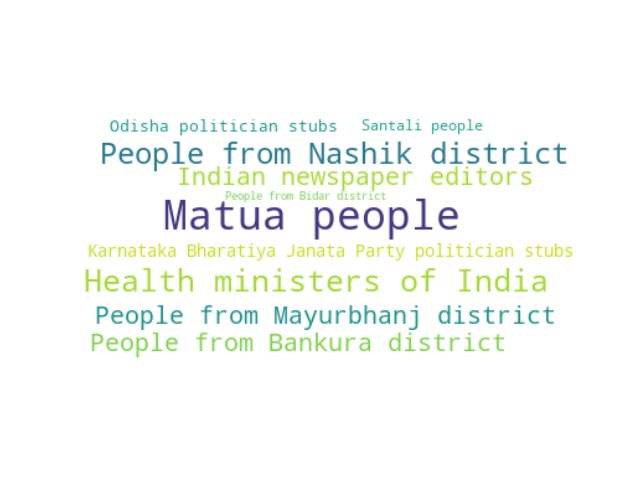 Odisha politician stubs Santali people
People from Nashik district
Indian newspaper editors
People from Bidar district
Matua people
Karnataka Bharatiya Janata Party politician stubs
Health ministers of India
People from Mayurbhanj district
People from Bankura district